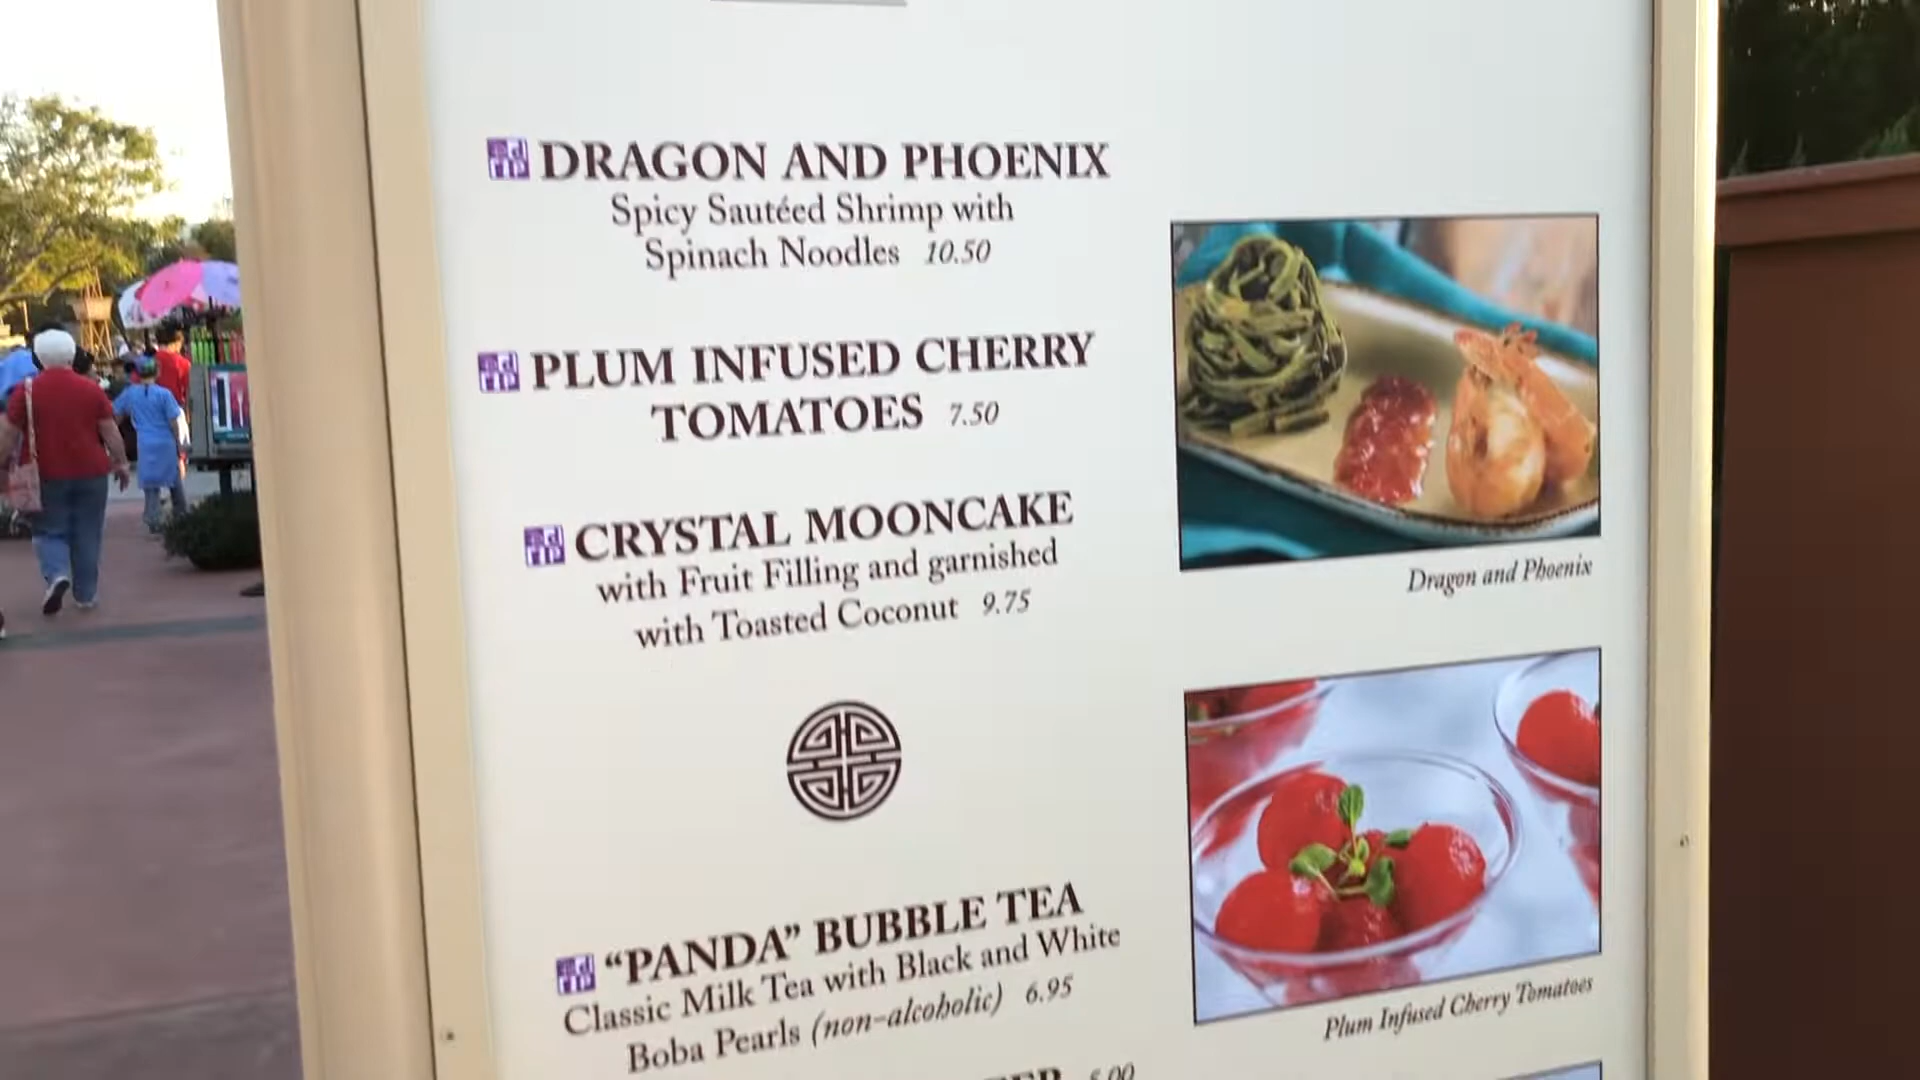 DRAGON AND PHOENIX
Spicy Sautéed Shrimp with
Spinach Noodles 10.50
PLUM INFUSED CHERRY
TOMATOES 7.50
CRYSTAL MOONCAKE
with Fruit Filling and garnished
with Toasted Coconut 9.75
“PANDA” BUBBLE TEA
Classic Milk Tea with Black and White
Boba Pearls (non-alcoholic) 6.95
5.00
Dragon and Phoenix
Plum Infused Cherry Tomatoes